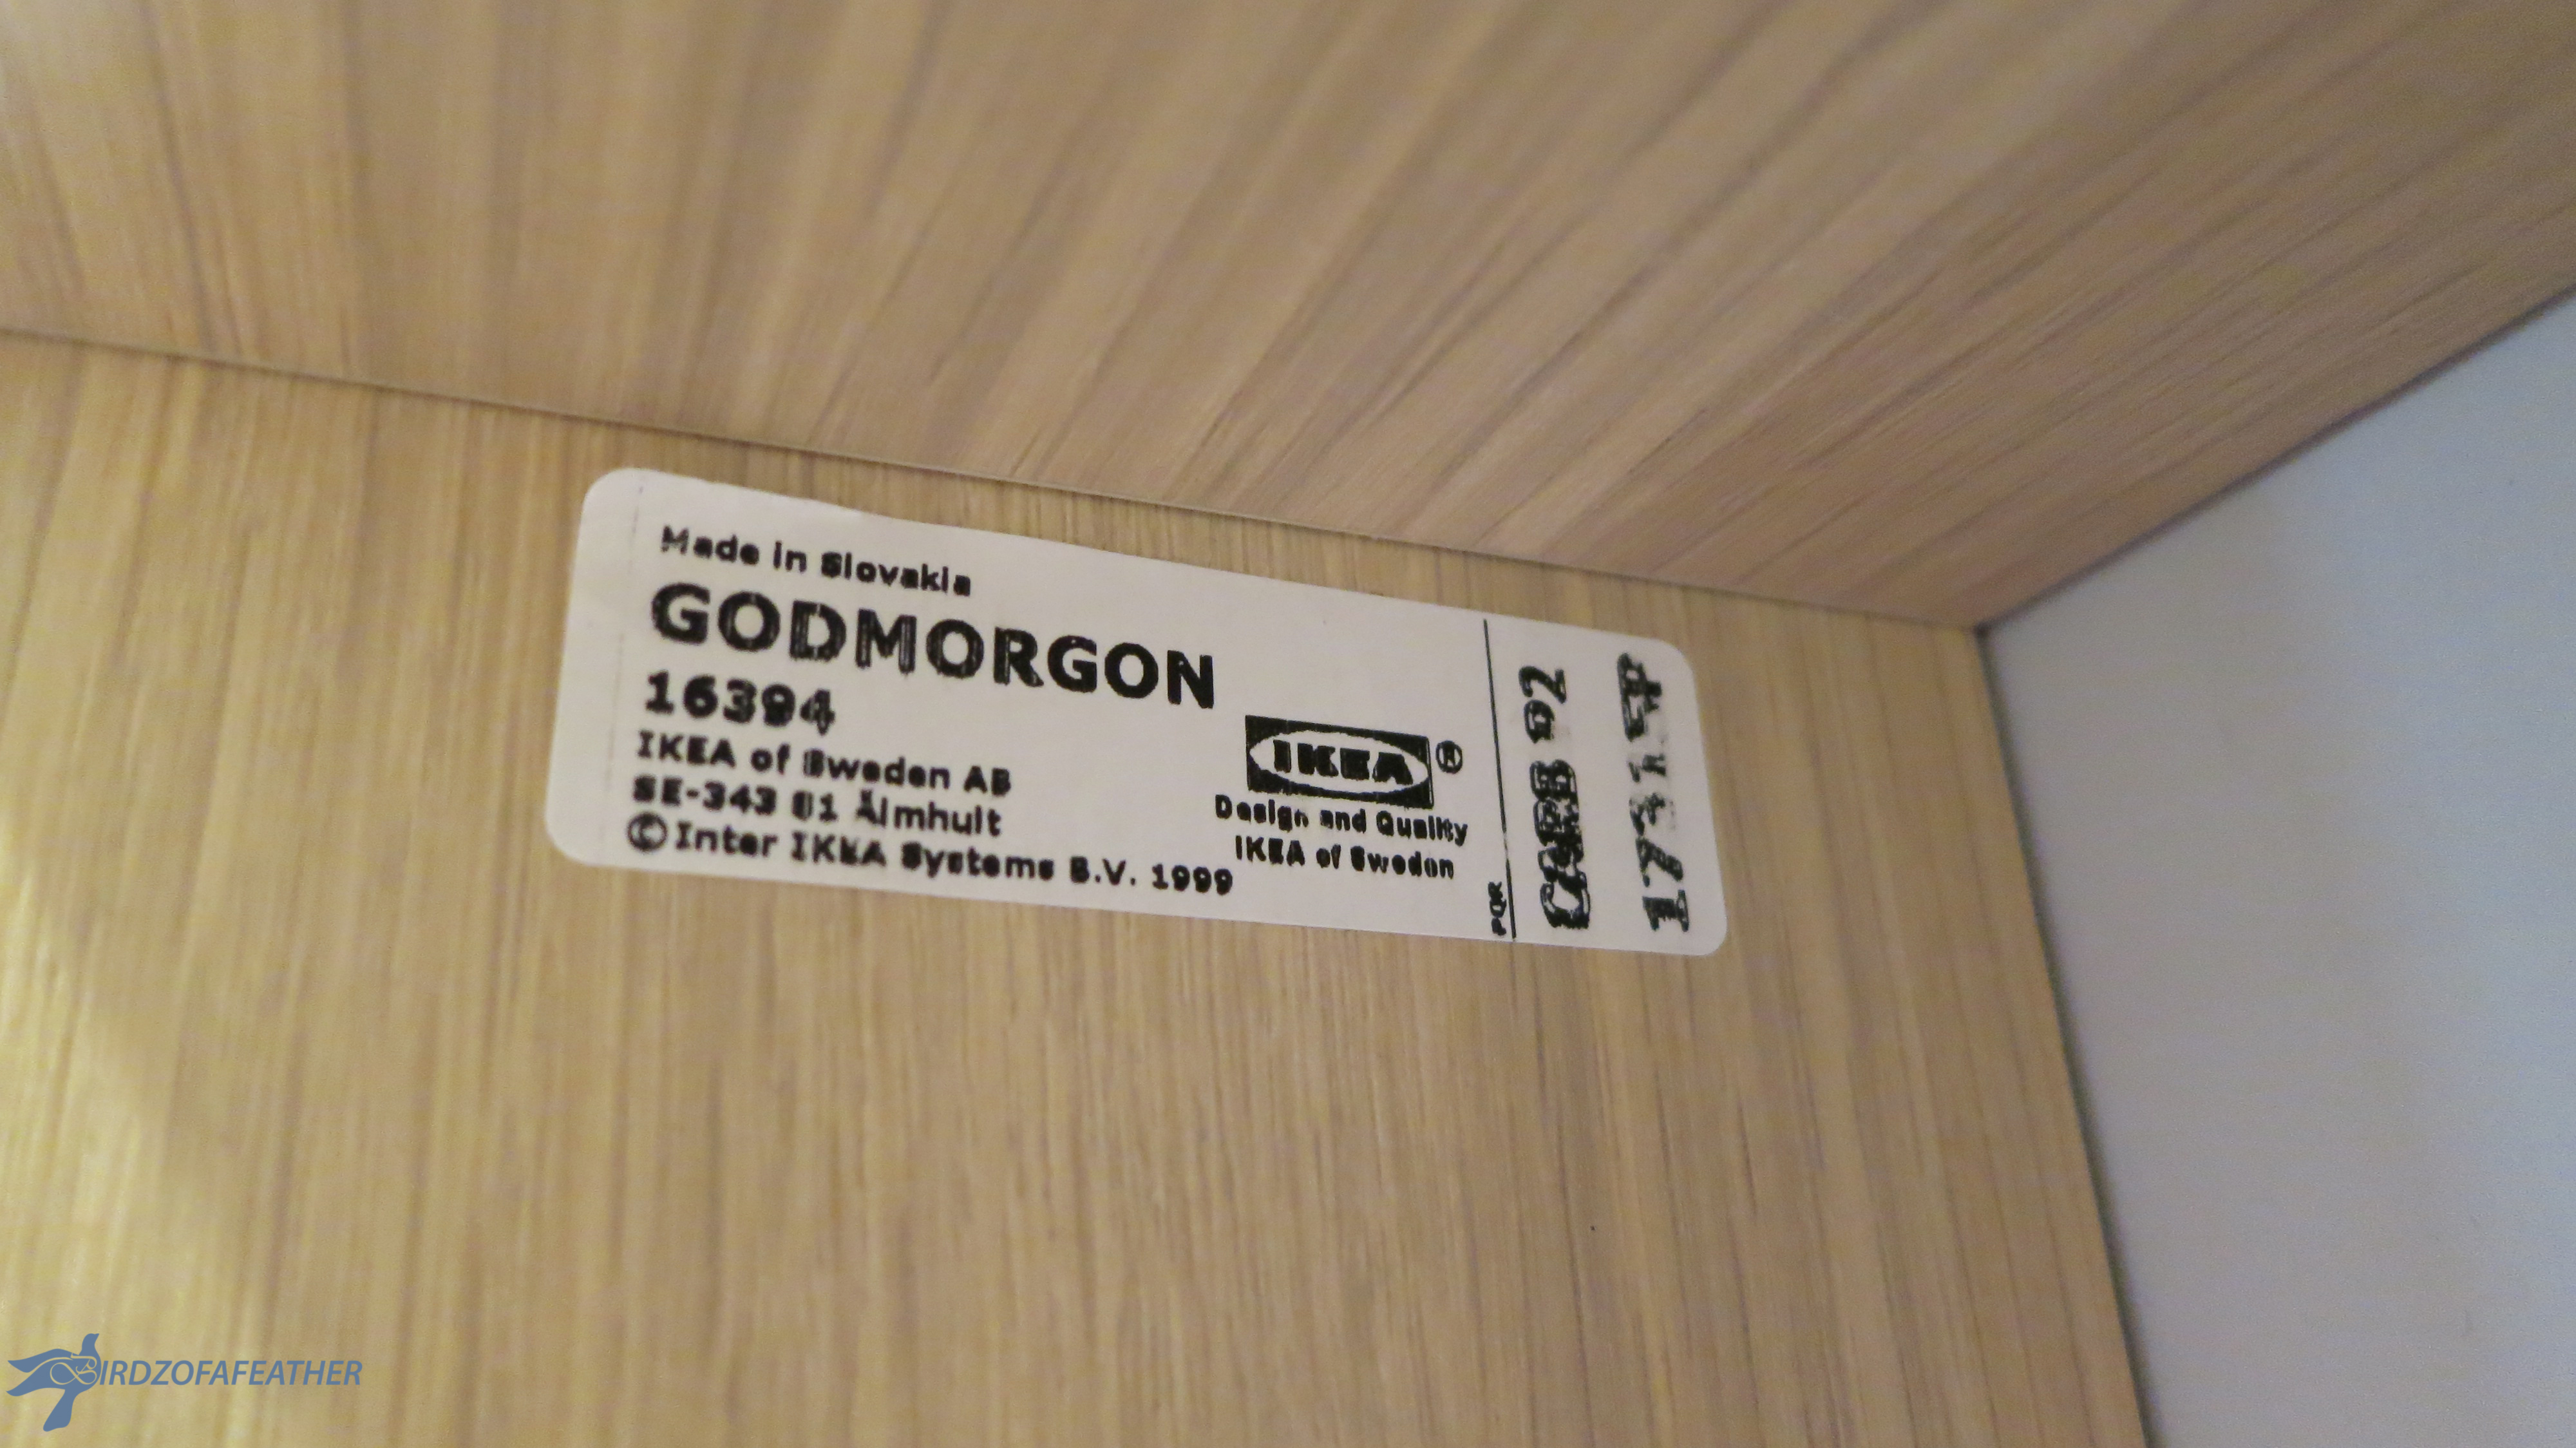 Made in Slovakia
GODMORGON
16394
IKEA of Sweden AB
SE-343 81 Älmhult
© Inter IKEA Systems B.V. 1999
IKEA®
Design and Quality
IKEA of Sweden
PQR
CARB 92
BIRDZOFAFEATHER